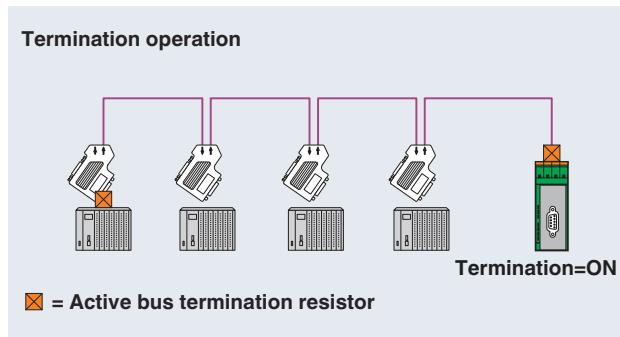 Termination operation
Termination=ON
= Active bus termination resistor